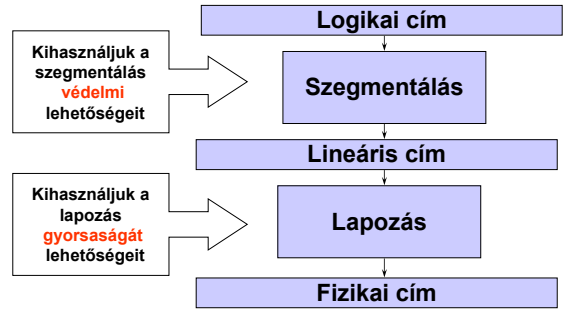 Logikai cím
Kihasználjuk a
szegmentálás
védelmi
lehetőségeit
Szegmentálás
Lineáris cím
Kihasználjuk a
lapozás
gyorsaságát
lehetőségeit
Lapozás
Fizikai cím